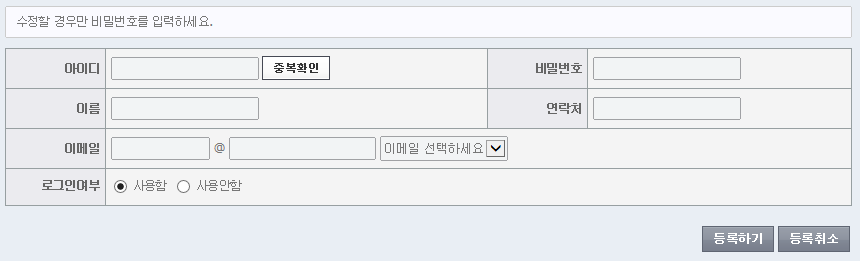 수정할 경우만 비밀번호를 입력하세요.
아이디 중복확인 비밀번호
이름 연락처
이메일 @ 이메일 선택하세요
로그인여부 사용함 사용안함
등록하기 등록취소